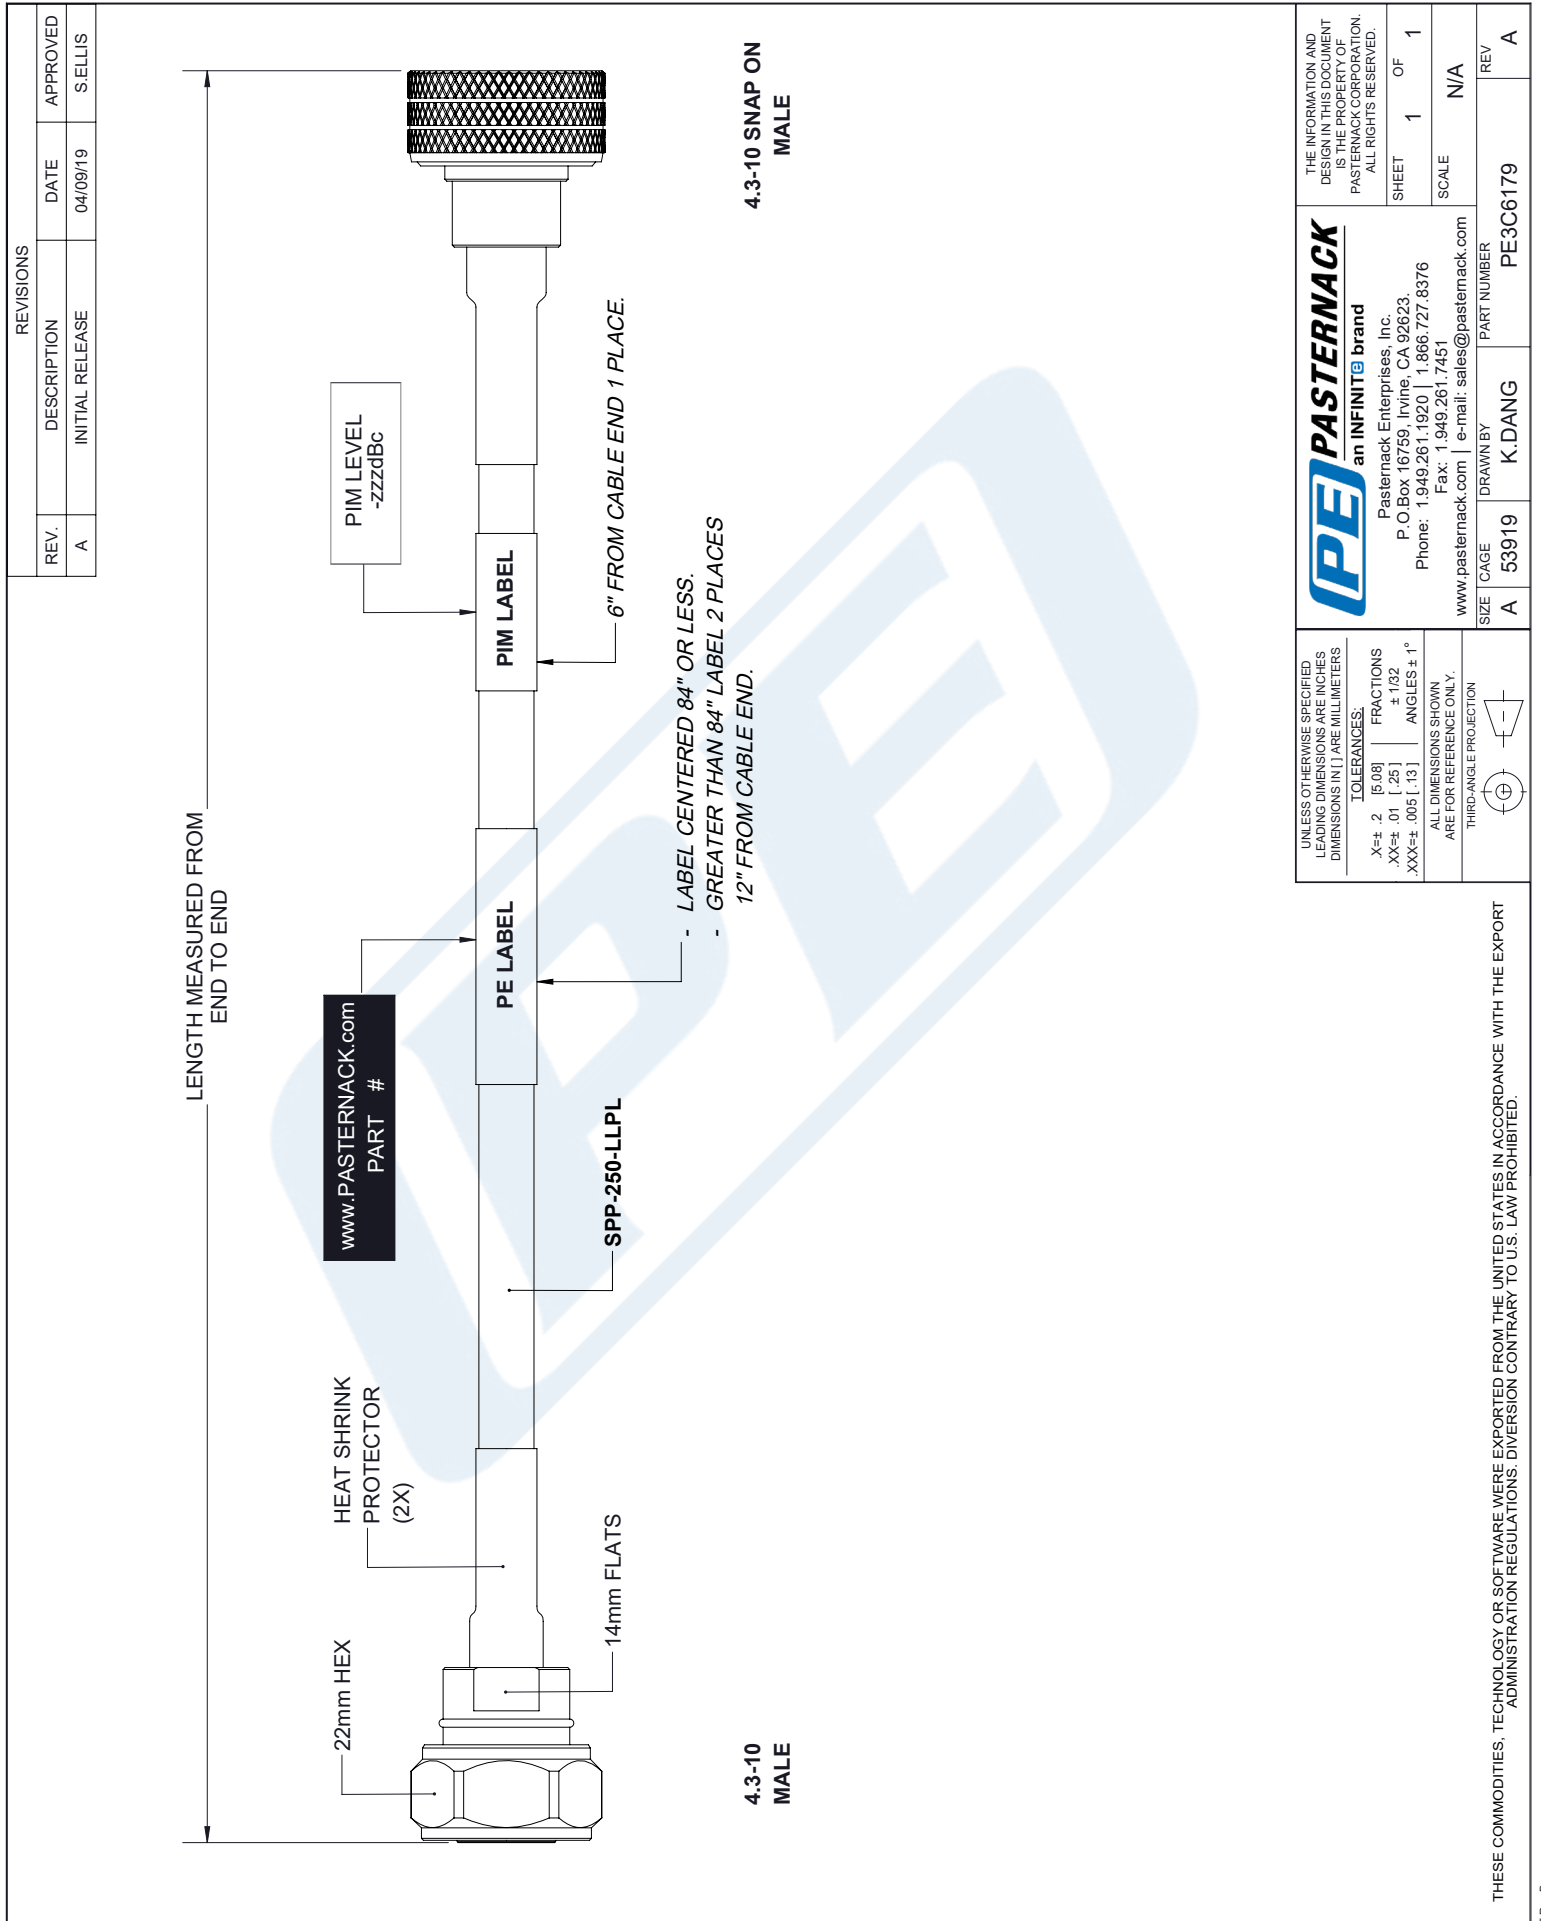 REVISIONS
REV.	DESCRIPTION	DATE	APPROVED
A	INITIAL RELEASE	04/09/19	S.ELLIS
LENGTH MEASURED FROM
END TO END
22mm HEX
HEAT SHRINK
PROTECTOR
(2X)
www.PASTERNACK.com
PART #
PIM LEVEL
-zzzdBc
PE LABEL
PIM LABEL
14mm FLATS
SPP-250-LLPL
6" FROM CABLE END 1 PLACE.
- LABEL CENTERED 84" OR LESS.
- GREATER THAN 84" LABEL 2 PLACES
12" FROM CABLE END.
4.3-10
MALE
4.3-10 SNAP ON
MALE
UNLESS OTHERWISE SPECIFIED
LEADING DIMENSIONS ARE INCHES
DIMENSIONS IN [ ] ARE MILLIMETERS
TOLERANCES:
.X=± .2 [5.08] FRACTIONS
.XX=± .01 [ .25] ± 1/32
.XXX=± .005 [ .13] ANGLES ± 1°
ALL DIMENSIONS SHOWN
ARE FOR REFERENCE ONLY.
THIRD-ANGLE PROJECTION
PE PASTERNACK
an INFINITe brand
Pasternack Enterprises, Inc.
P.O.Box 16759, Irvine, CA 92623.
Phone: 1.949.261.1920 | 1.866.727.8376
Fax: 1.949.261.7451
www.pasternack.com | e-mail: sales@pasternack.com
THE INFORMATION AND
DESIGN IN THIS DOCUMENT
IS THE PROPERTY OF
PASTERNACK CORPORATION.
ALL RIGHTS RESERVED.
SHEET 1 OF 1
SCALE N/A
SIZE A
CAGE 53919
DRAWN BY K.DANG
PART NUMBER PE3C6179
REV A
THESE COMMODITIES, TECHNOLOGY OR SOFTWARE WERE EXPORTED FROM THE UNITED STATES IN ACCORDANCE WITH THE EXPORT
ADMINISTRATION REGULATIONS. DIVERSION CONTRARY TO U.S. LAW PROHIBITED.